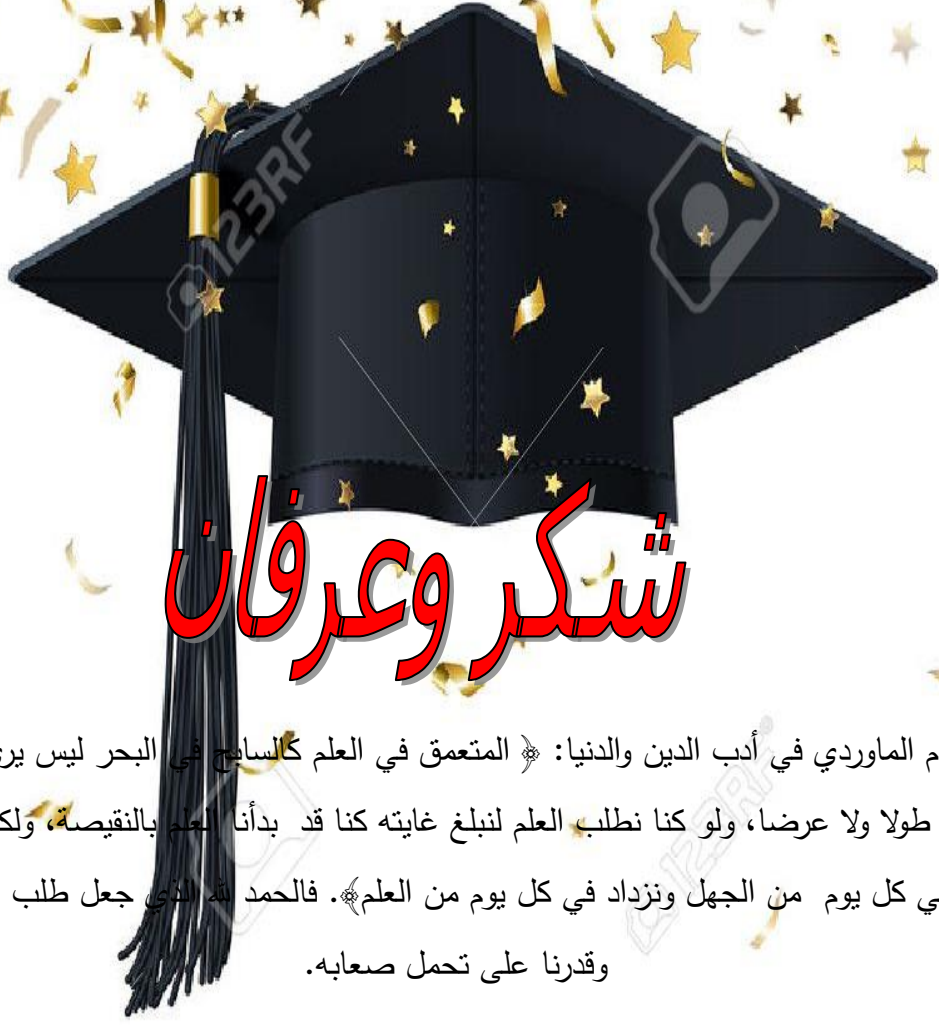 شكر وعرفان
م الماوردي في أدب الدين والدنيا: ﴿ المتعمق في العلم كالسابح في البحر ليس ير
طولا ولا عرضا، ولو كنا نطلب العلم لنبلغ غايته كنا قد بدأنا العلم بالنقيصة، ولك
ي كل يوم من الجهل ونزداد في كل يوم من العلم﴾. فالحمد لله الذي جعل طلب
وقدرنا على تحمل صعابه.
123RF
123RF